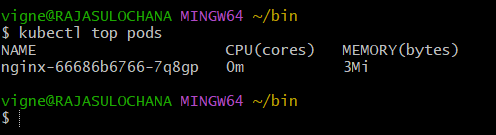 vigne@RAJASULOCHANA MINGW64 ~/bin
$ kubectl top pods
NAME CPU(cores) MEMORY(bytes)
nginx-66686b6766-7q8gp 0m 3Mi
vigne@RAJASULOCHANA MINGW64 ~/bin
$